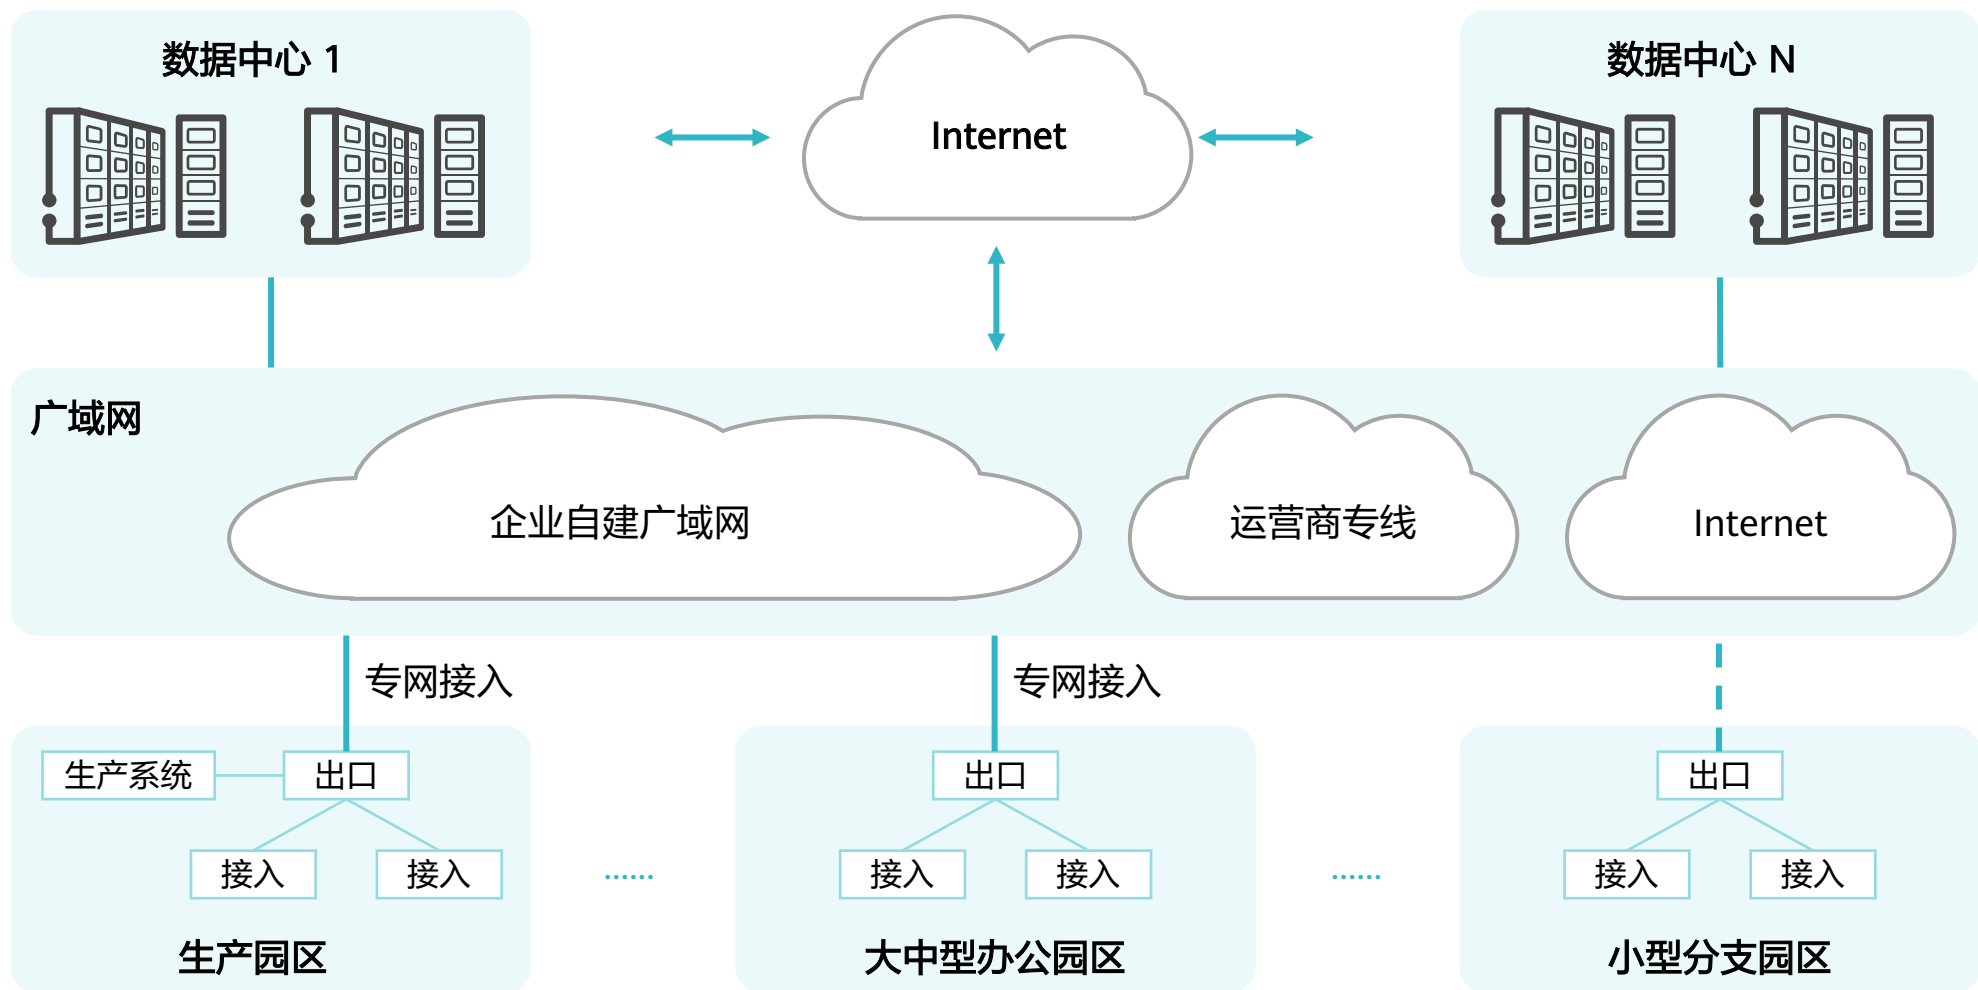 数据中心 1
Internet
数据中心 N
广域网
企业自建广域网
运营商专线
Internet
专网接入
专网接入
生产系统
出口
出口
出口
接入
接入
......
接入
接入
......
接入
接入
生产园区
大中型办公园区
小型分支园区